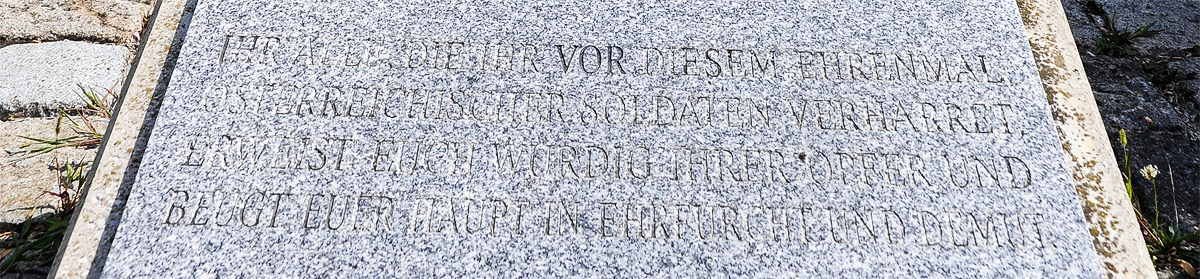 IHR ALLE, DIE IHR VOR DIESEM EHRENMAL
ÖSTERREICHISCHER SOLDATEN VERHARRET,
ERWEIST EUCH WÜRDIG IHRER OPFER UND
BEUGT EUER HAUPT IN EHRFURCHT UND DEMUT.